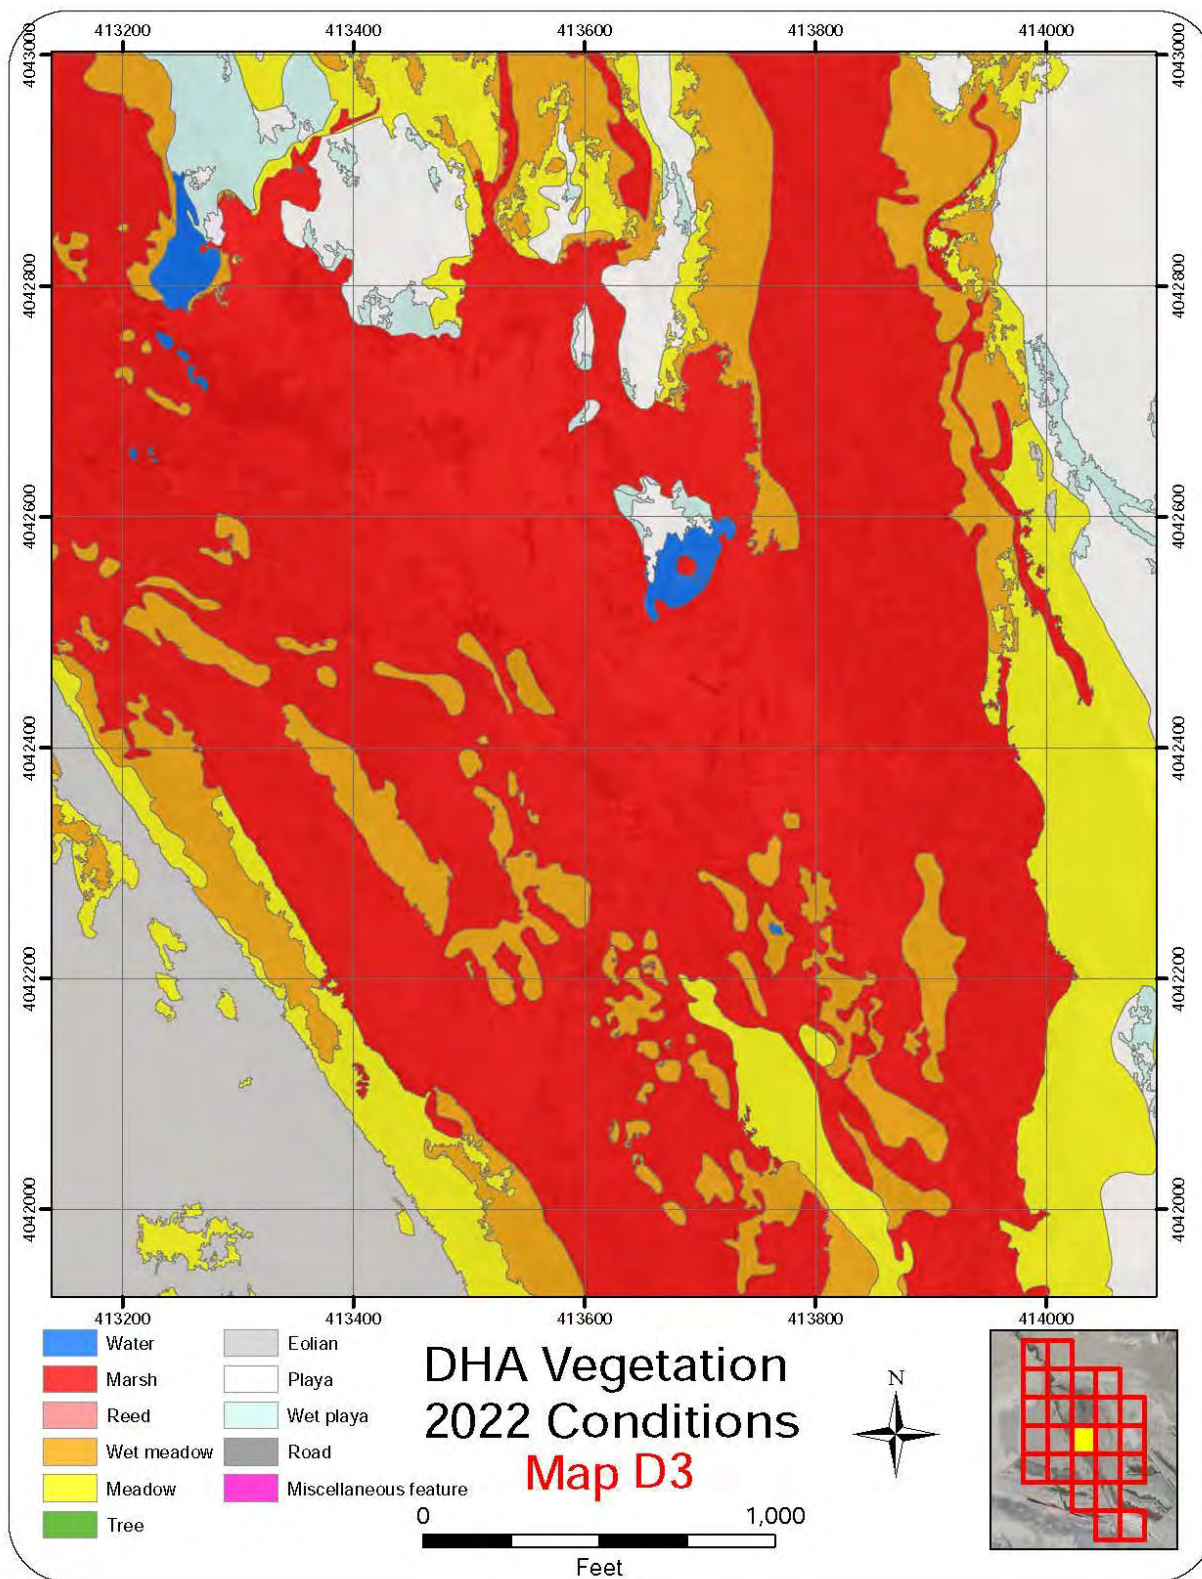 413200 413400 413600 413800 414000
4043000 4043000
4042800 4042800
4042600 4042600
4042400 4042400
4042200 4042200
4042000 4042000
413200 413400 413600 413800 414000
Water
Marsh
Reed
Wet meadow
Meadow
Tree
Eolian
Playa
Wet playa
Road
Miscellaneous feature
DHA Vegetation
2022 Conditions
Map D3
0 1,000
Feet
N